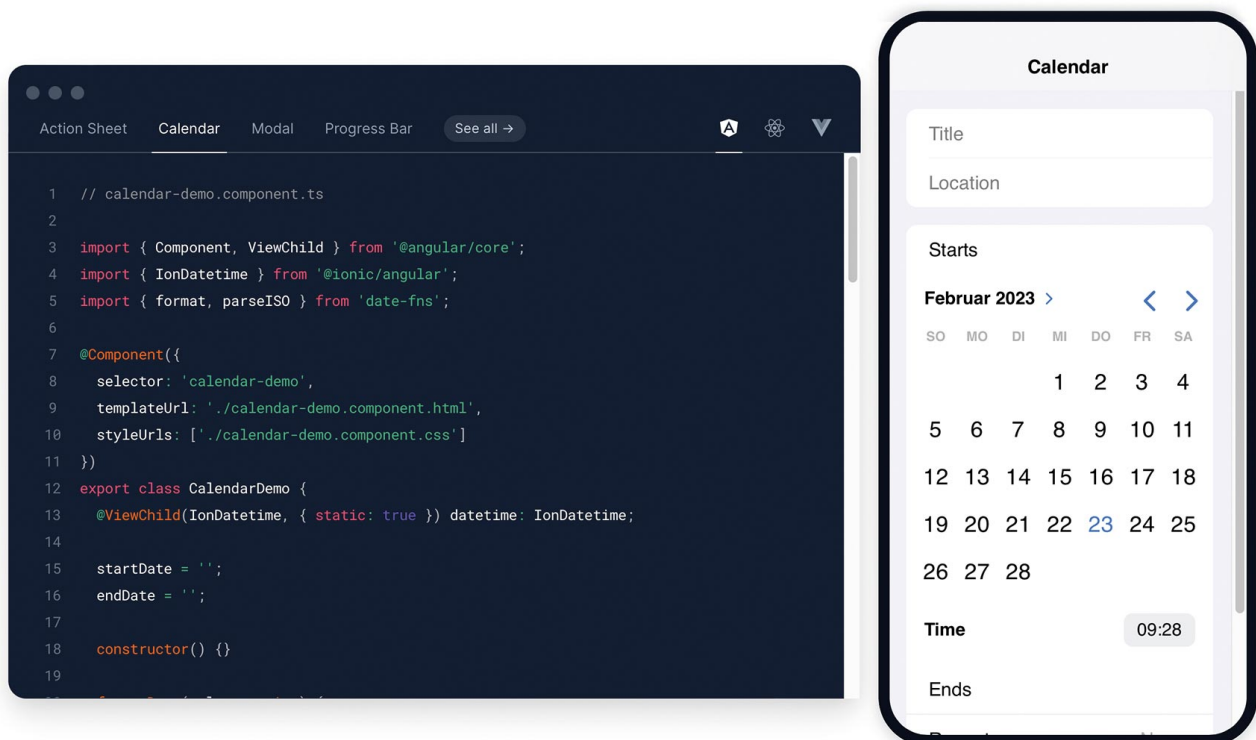 Action Sheet Calendar Modal Progress Bar See all →
1 // calendar-demo.component.ts
2
3 import { Component, ViewChild } from '@angular/core';
4 import { IonDatetime } from '@ionic/angular';
5 import { format, parseISO } from 'date-fns';
6
7 @Component({
8 selector: 'calendar-demo',
9 templateUrl: './calendar-demo.component.html',
10 styleUrls: ['./calendar-demo.component.css']
11 })
12 export class CalendarDemo {
13 @ViewChild(IonDatetime, { static: true }) datetime: IonDatetime;
14
15 startDate = '';
16 endDate = '';
17
18 constructor() {}
19
Calendar
Title
Location
Starts
Februar 2023 >
SO MO DI MI DO FR SA
1 2 3 4
5 6 7 8 9 10 11
12 13 14 15 16 17 18
19 20 21 22 23 24 25
26 27 28
Time 09:28
Ends